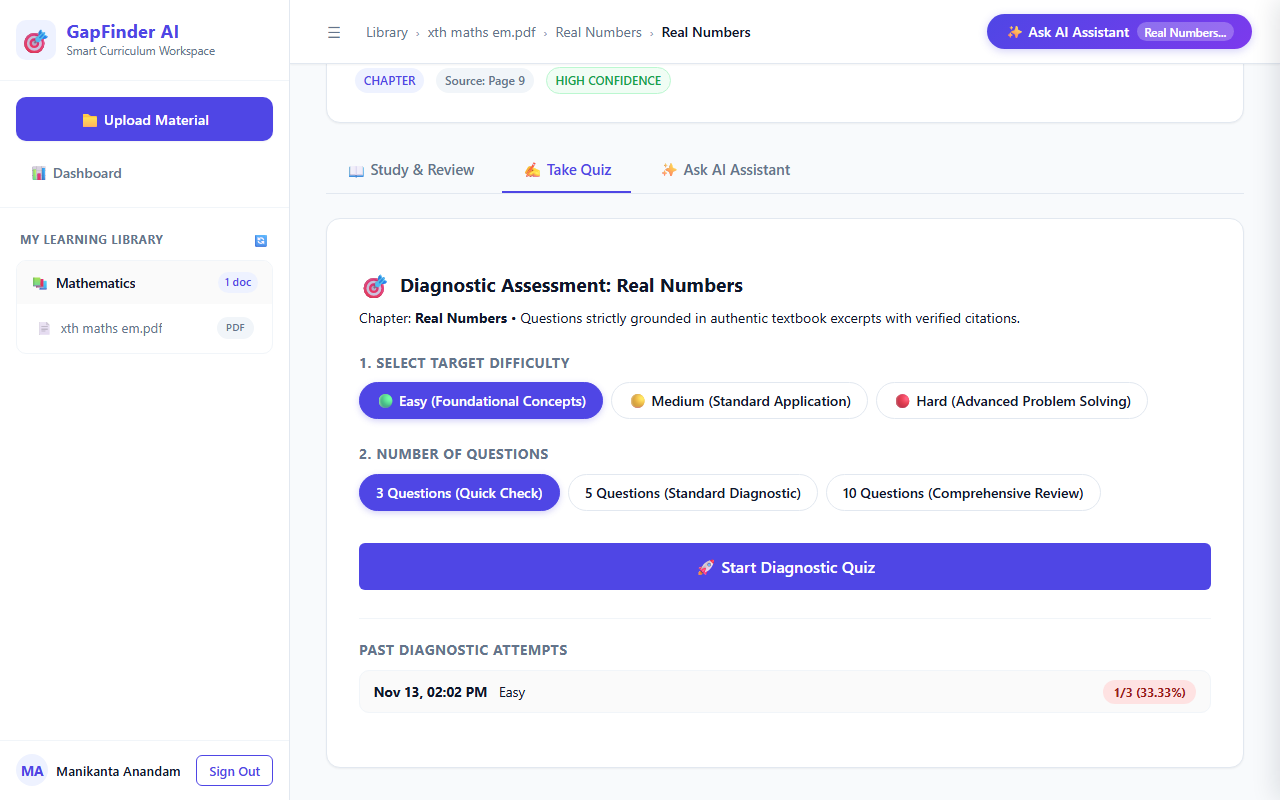 GapFinder AI
Smart Curriculum Workspace
Upload Material
Dashboard
MY LEARNING LIBRARY
Mathematics 1 doc
xth maths em.pdf PDF
MA Manikanta Anandam Sign Out
☰ Library › xth maths em.pdf › Real Numbers › Real Numbers
Ask AI Assistant Real Numbers...
CHAPTER Source: Page 9 HIGH CONFIDENCE
Study & Review Take Quiz Ask AI Assistant
Diagnostic Assessment: Real Numbers
Chapter: Real Numbers • Questions strictly grounded in authentic textbook excerpts with verified citations.
1. SELECT TARGET DIFFICULTY
Easy (Foundational Concepts) Medium (Standard Application) Hard (Advanced Problem Solving)
2. NUMBER OF QUESTIONS
3 Questions (Quick Check) 5 Questions (Standard Diagnostic) 10 Questions (Comprehensive Review)
Start Diagnostic Quiz
PAST DIAGNOSTIC ATTEMPTS
Nov 13, 02:02 PM Easy 1/3 (33.33%)